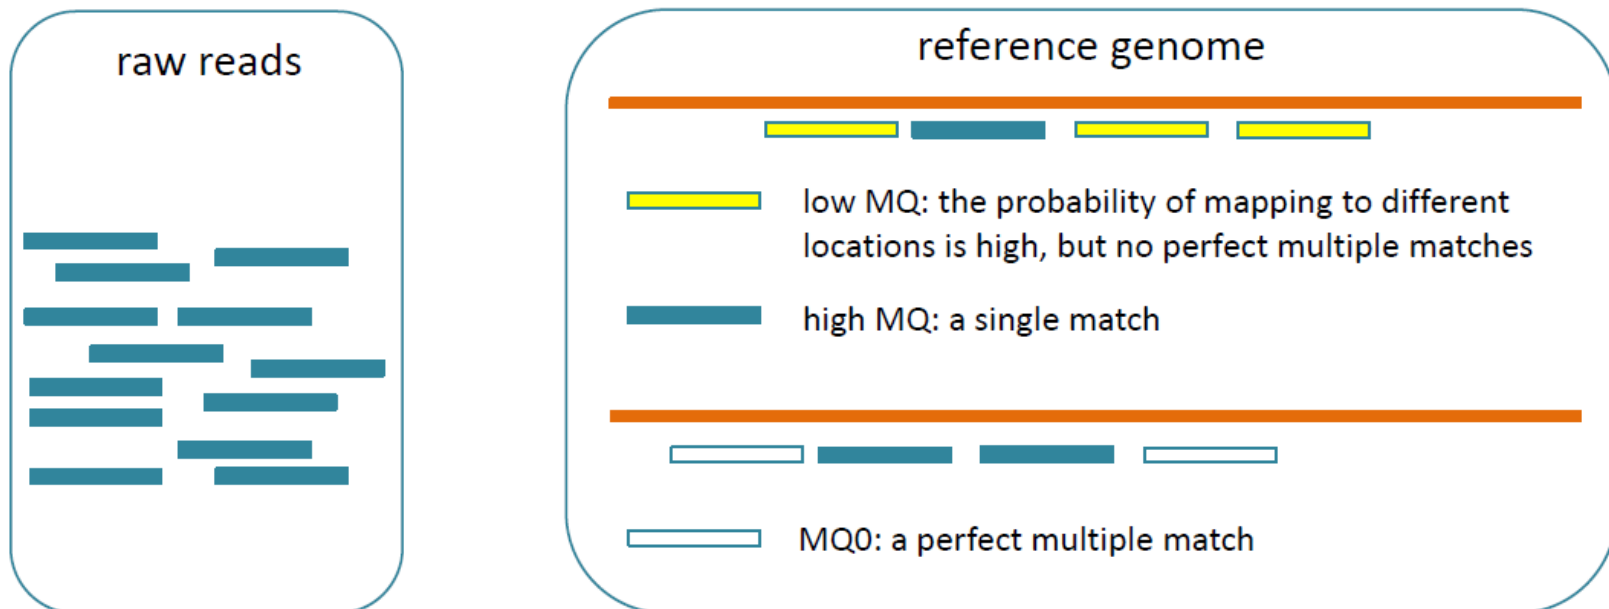 raw reads
reference genome
low MQ: the probability of mapping to different
locations is high, but no perfect multiple matches
high MQ: a single match
MQ0: a perfect multiple match